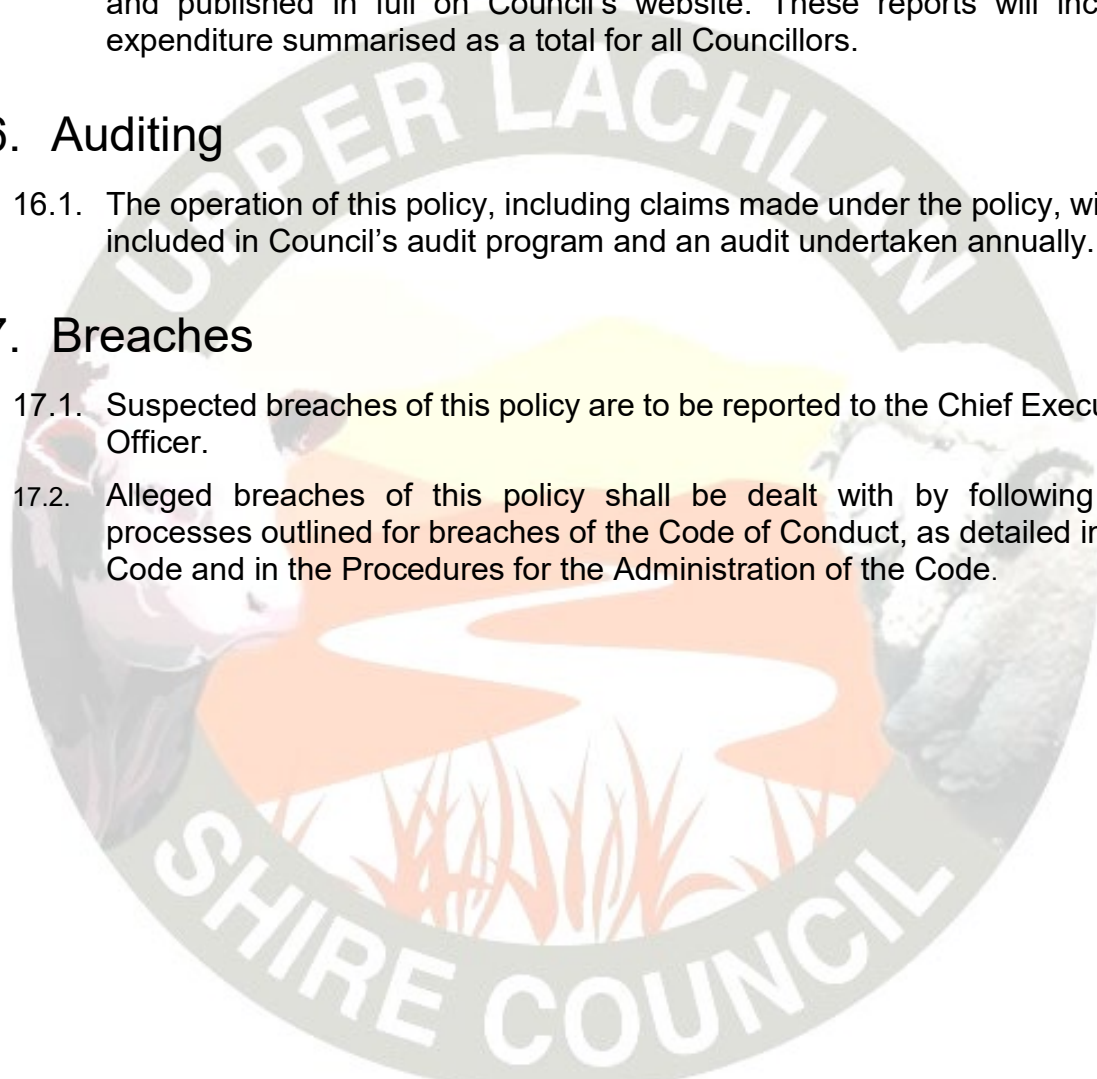 and published in full on Council's website. These reports will inc
expenditure summarised as a total for all Councillors.
6. Auditing
16.1. The operation of this policy, including claims made under the policy, wi
included in Council's audit program and an audit undertaken annually.
7. Breaches
17.1. Suspected breaches of this policy are to be reported to the Chief Execu
Officer.
17.2. Alleged breaches of this policy shall be dealt with by following
processes outlined for breaches of the Code of Conduct, as detailed in
Code and in the Procedures for the Administration of the Code.
UPPER LACHLAN
SHIRE COUNCIL